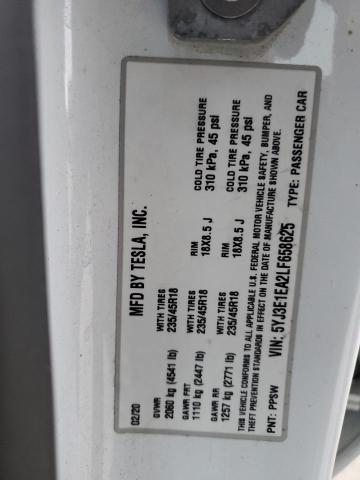 MFD BY TESLA, INC.
02/20
GVWR WITH TIRES RIM COLD TIRE PRESSURE
2060 kg (4541 lb) 235/45R18 18X8.5 J 310 kPa, 45 psi
GAWR FRT WITH TIRES RIM COLD TIRE PRESSURE
1110 kg (2447 lb) 235/45R18 18X8.5 J 310 kPa, 45 psi
GAWR RR WITH TIRES
1257 kg (2771 lb) 235/45R18
THIS VEHICLE CONFORMS TO ALL APPLICABLE U.S. FEDERAL MOTOR VEHICLE SAFETY, BUMPER, AND
THEFT PREVENTION STANDARDS IN EFFECT ON THE DATE OF MANUFACTURE SHOWN ABOVE.
PNT: PPSW VIN: 5YJ3E1EA2LF658625 TYPE: PASSENGER CAR